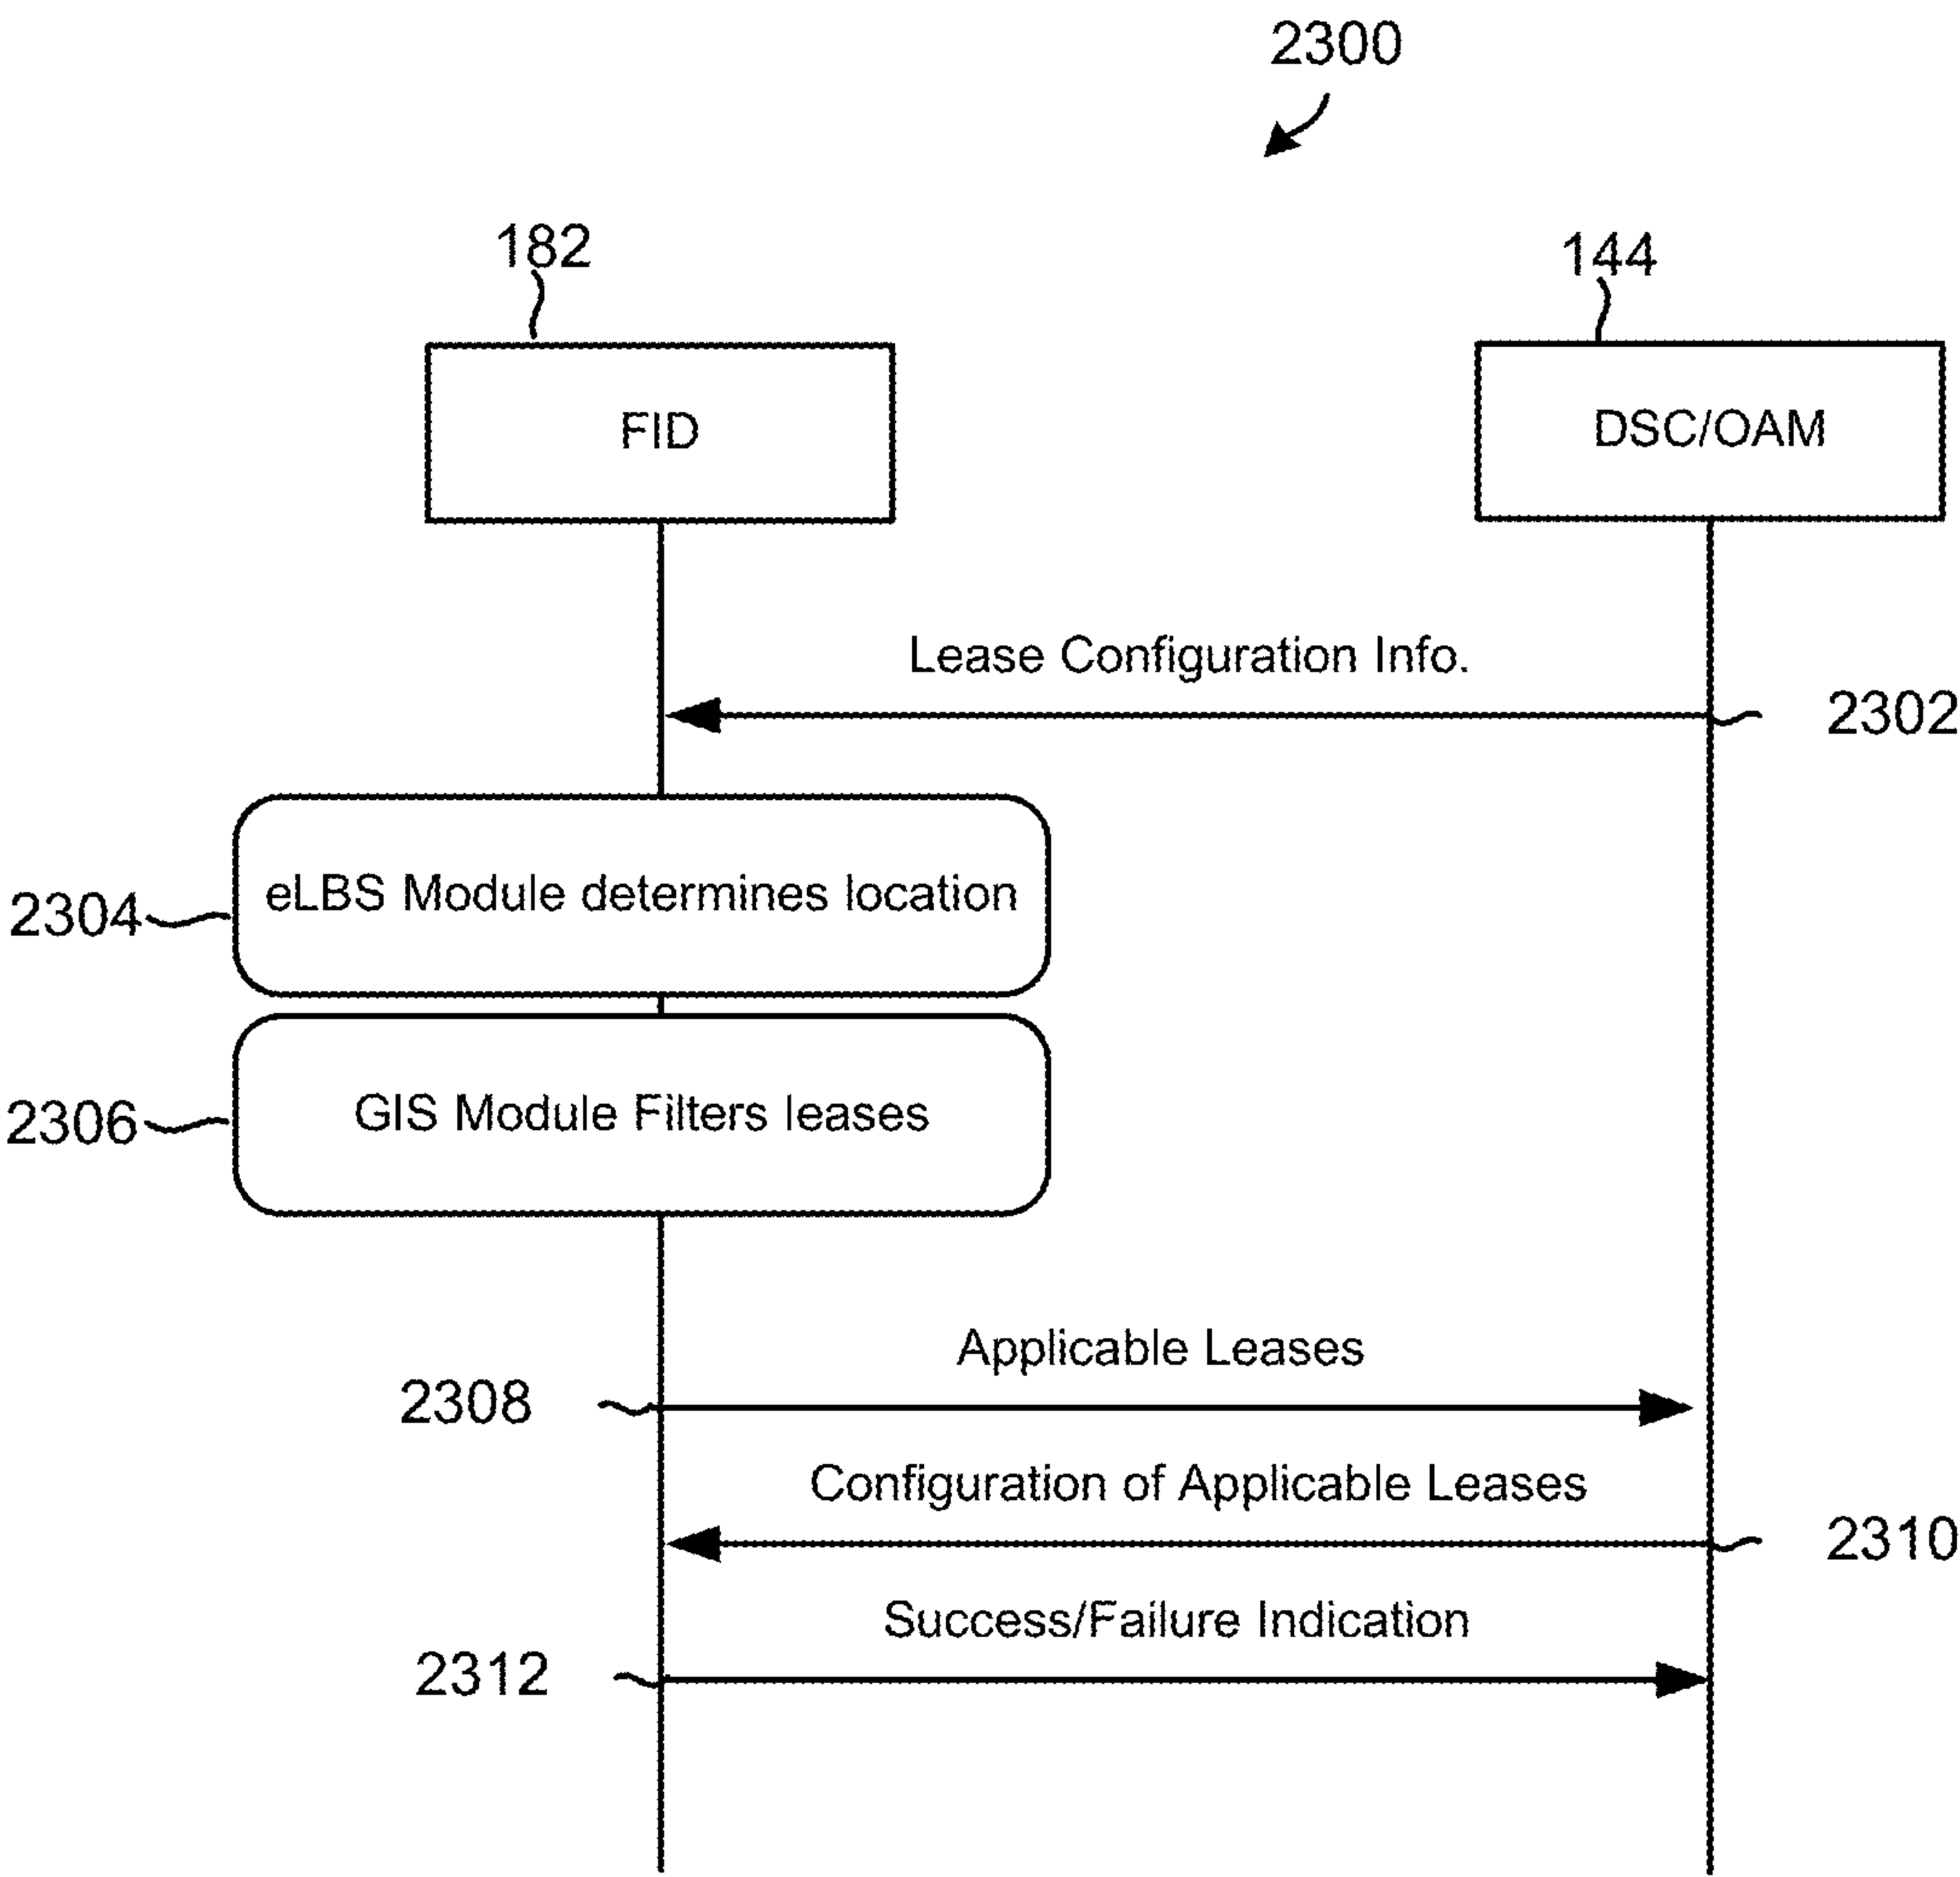 2300
182
144
FID
DSC/OAM
Lease Configuration Info.
2302
eLBS Module determines location
2304
GIS Module Filters leases
2306
Applicable Leases
2308
Configuration of Applicable Leases
2310
Success/Failure Indication
2312